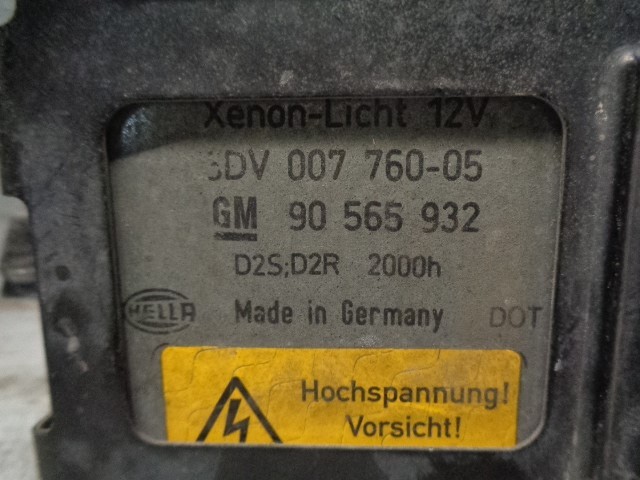 Xenon-Licht 12V
5DV 007 760-05
GM 90 565 932
D2S;D2R 2000h
HELLA Made in Germany DOT
Hochspannung!
Vorsicht!